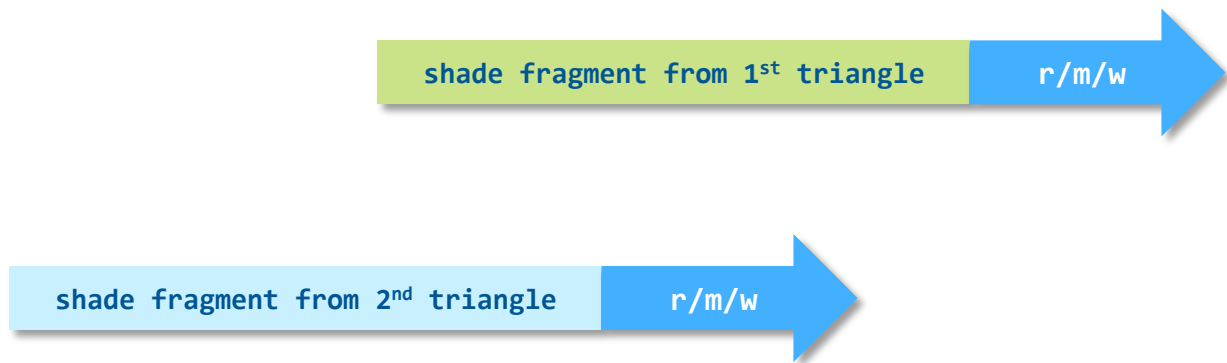 shade fragment from 1st triangle r/m/w
shade fragment from 2nd triangle r/m/w